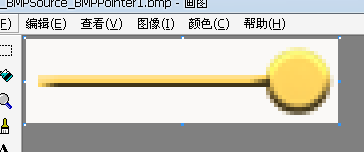 _BMPSource_BMPPointer1.bmp - 画图
F) 编辑(E) 查看(V) 图像(I) 颜色(C) 帮助(H)
A